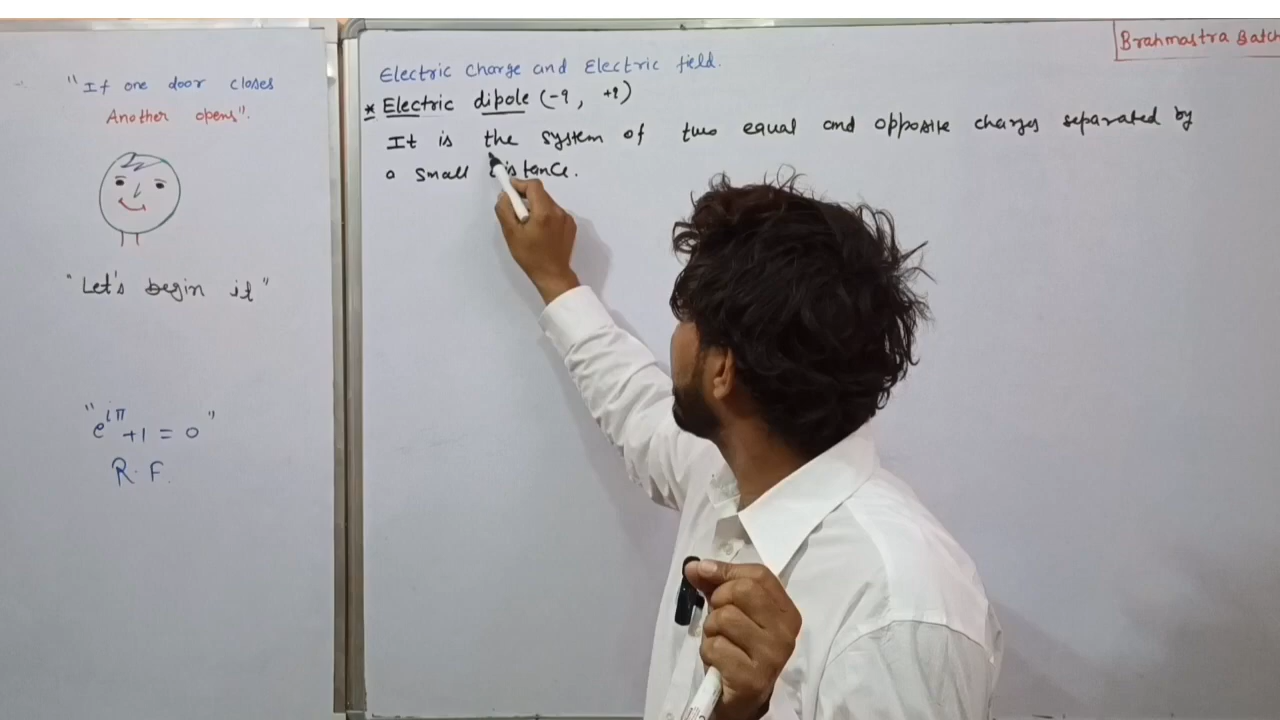 "If one door closes
Another opens".
"Let's begin it"
"e^iπ +1 = 0"
R.F.
Brahmastra Batch
Electric Charge and Electric field.
* Electric dipole (-q, +q)
It is the system of two equal and opposite charges separated by
a small distance.